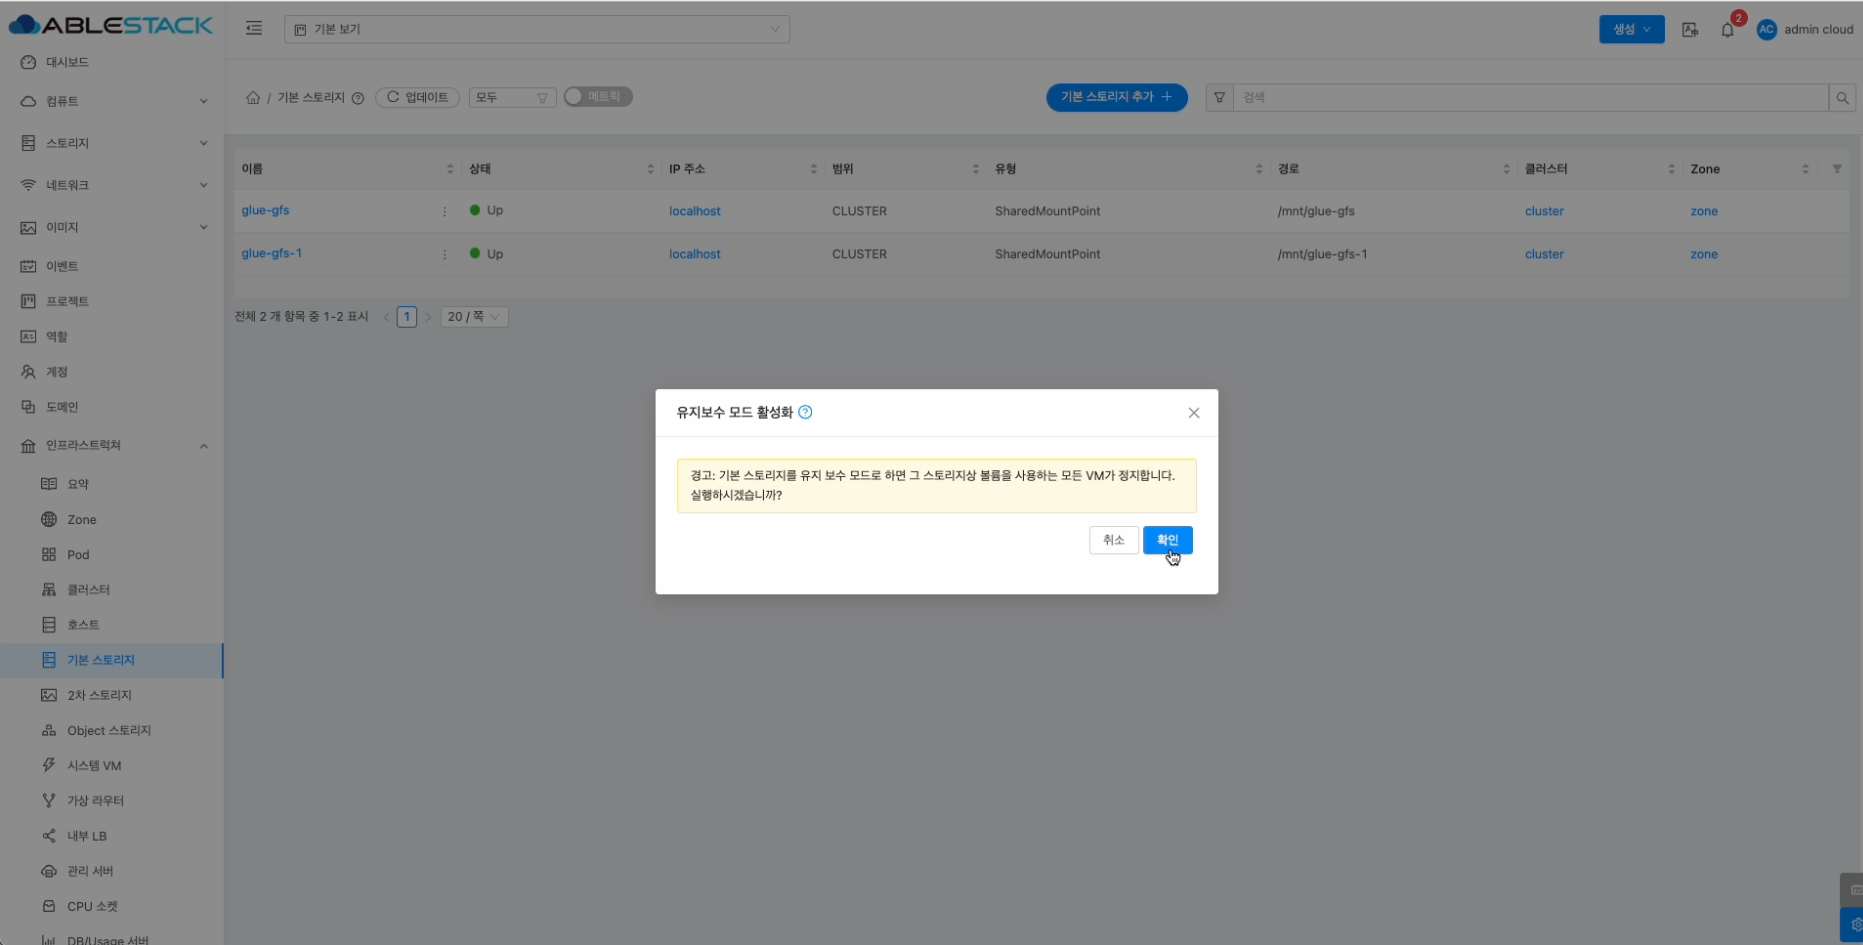 ABLESTACK
기본 보기
생성
2
AC
admin cloud
대시보드
컴퓨트
스토리지
네트워크
이미지
이벤트
프로젝트
역할
계정
도메인
인프라스트럭쳐
요약
Zone
Pod
클러스터
호스트
기본 스토리지
2차 스토리지
Object 스토리지
시스템 VM
가상 라우터
내부 LB
관리 서버
CPU 소켓
DB/Usage 서버
/ 기본 스토리지
업데이트
모두
메트릭
기본 스토리지 추가 +
검색
이름 상태 IP 주소 범위 유형 경로 클러스터 Zone
glue-gfs Up localhost CLUSTER SharedMountPoint /mnt/glue-gfs cluster zone
glue-gfs-1 Up localhost CLUSTER SharedMountPoint /mnt/glue-gfs-1 cluster zone
전체 2 개 항목 중 1-2 표시 < 1 > 20 / 쪽
유지보수 모드 활성화
경고: 기본 스토리지를 유지 보수 모드로 하면 그 스토리지상 볼륨을 사용하는 모든 VM가 정지합니다.
실행하시겠습니까?
취소 확인